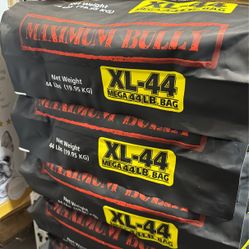 MAXIMUM BULLY
Net Weight
44 Lbs (19.95 KG)
XL-44
MEGA 44 LB. BAG
MAXIMUM BULLY
Net Weight
44 Lbs (19.95 KG)
XL-44
MEGA 44 LB. BAG
MAXIMUM BULLY
XL-44
MEGA 44 LB. BAG